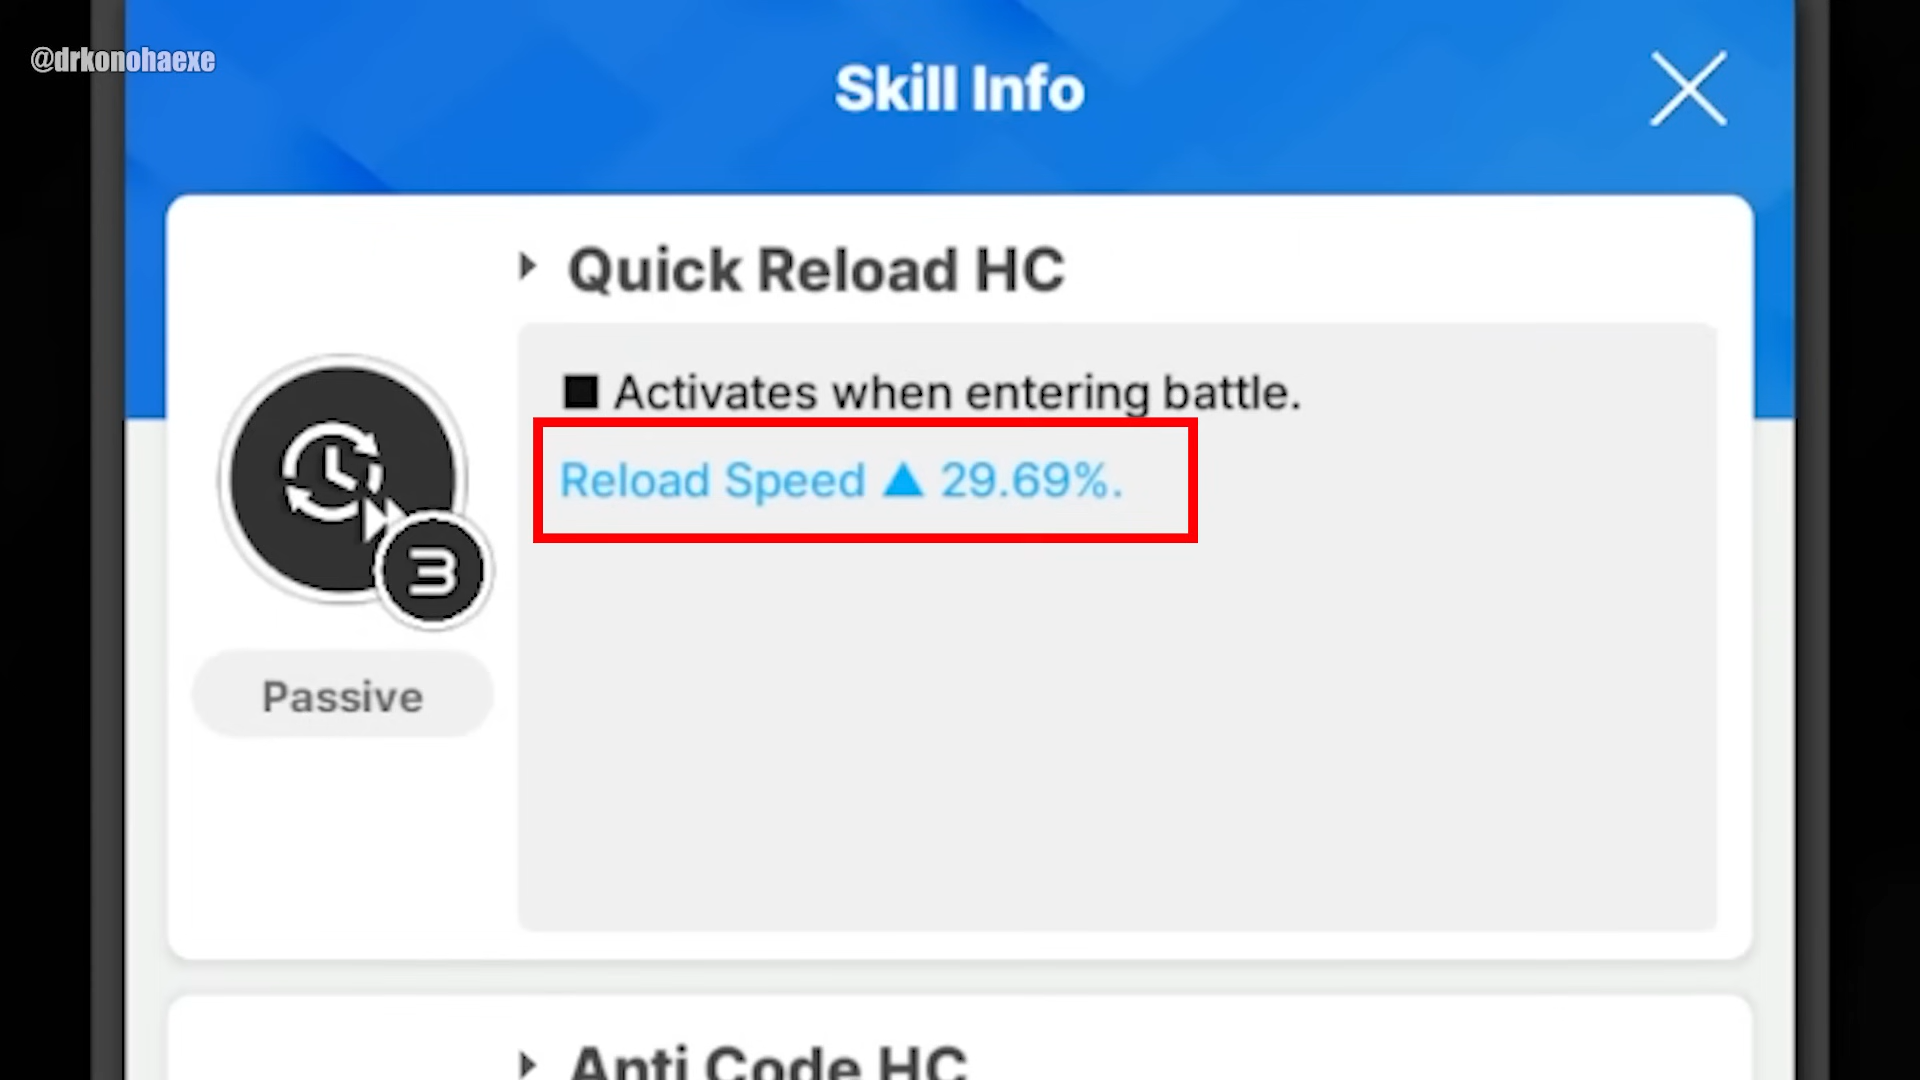 @drkonohaexe
Skill Info
Quick Reload HC
■ Activates when entering battle.
Reload Speed ▲ 29.69%.
3
Passive
Anti Code HC